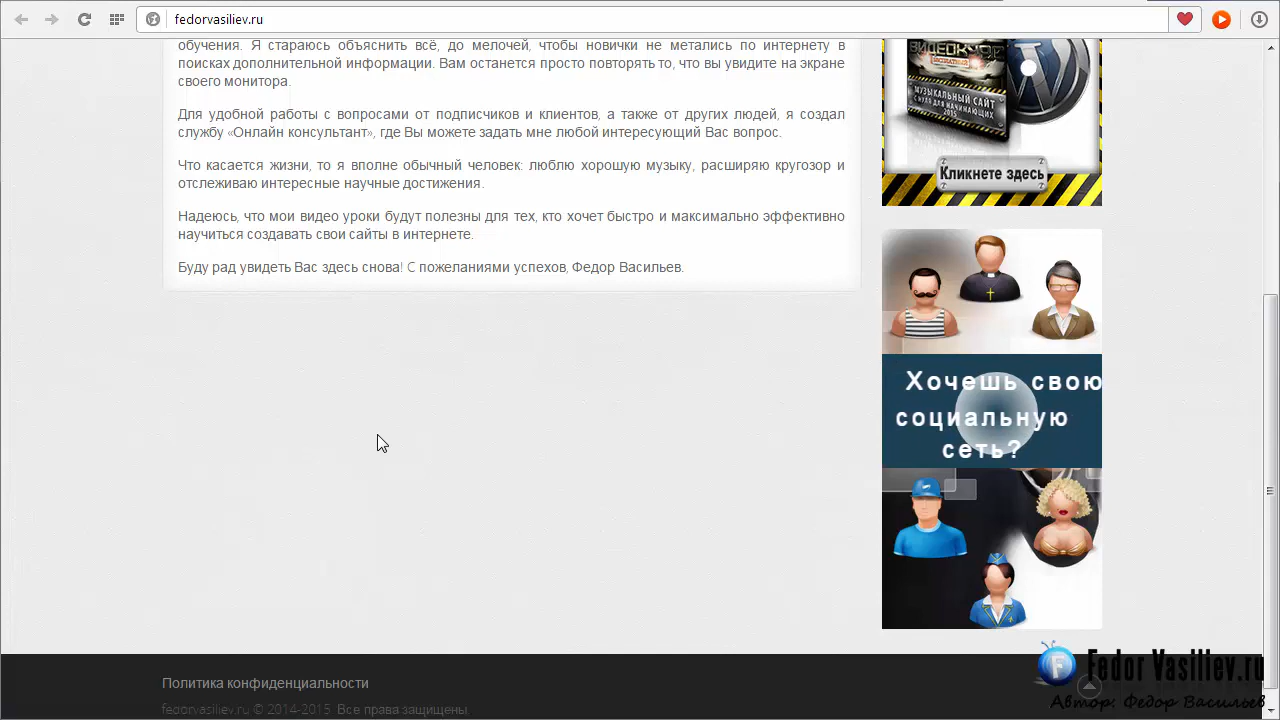 fedorvasiliev.ru
обучения. Я стараюсь объяснить всё, до мелочей, чтобы новички не метались по интернету в
поисках дополнительной информации. Вам останется просто повторять то, что вы увидите на экране
своего монитора.
Для удобной работы с вопросами от подписчиков и клиентов, а также от других людей, я создал
службу «Онлайн консультант», где Вы можете задать мне любой интересующий Вас вопрос.
Что касается жизни, то я вполне обычный человек: люблю хорошую музыку, расширяю кругозор и
отслеживаю интересные научные достижения.
Надеюсь, что мои видео уроки будут полезны для тех, кто хочет быстро и максимально эффективно
научиться создавать свои сайты в интернете.
Буду рад увидеть Вас здесь снова! С пожеланиями успехов, Федор Васильев.
ВИДЕОКУРС
МУЗЫКАЛЬНЫЙ САЙТ
С НУЛЯ ДЛЯ НАЧИНАЮЩИХ
2015
Кликнете здесь
Хочешь свою
социальную
сеть?
Политика конфиденциальности
fedorvasiliev.ru © 2014-2015. Все права защищены.
Fedor Vasiliev.ru
Автор: Федор Васильев